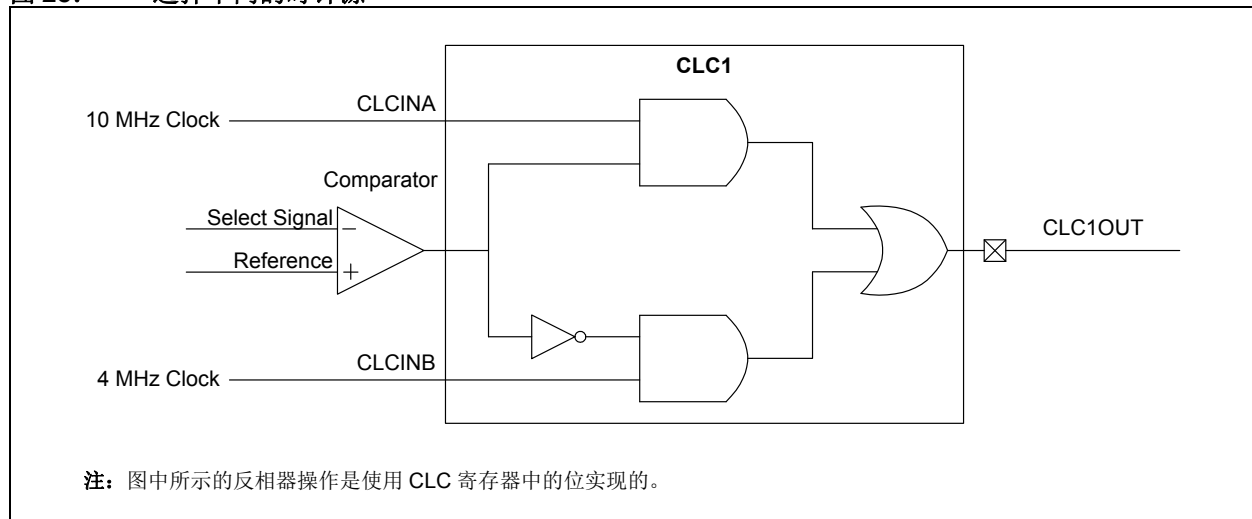 CLC1
CLCINA
10 MHz Clock
Comparator
Select Signal
Reference
−
+
CLC1OUT
CLCINB
4 MHz Clock
注：图中所示的反相器操作是使用 CLC 寄存器中的位实现的。